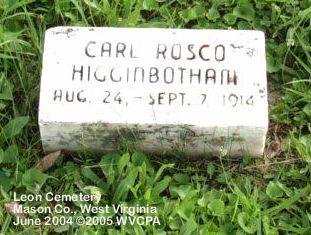 CARL ROSCO
HIGGINBOTHAM
AUG. 24,-SEPT. 7, 1914
Leon Cemetery
Mason Co., West Virginia
June 2004 ©2005 WVCPA